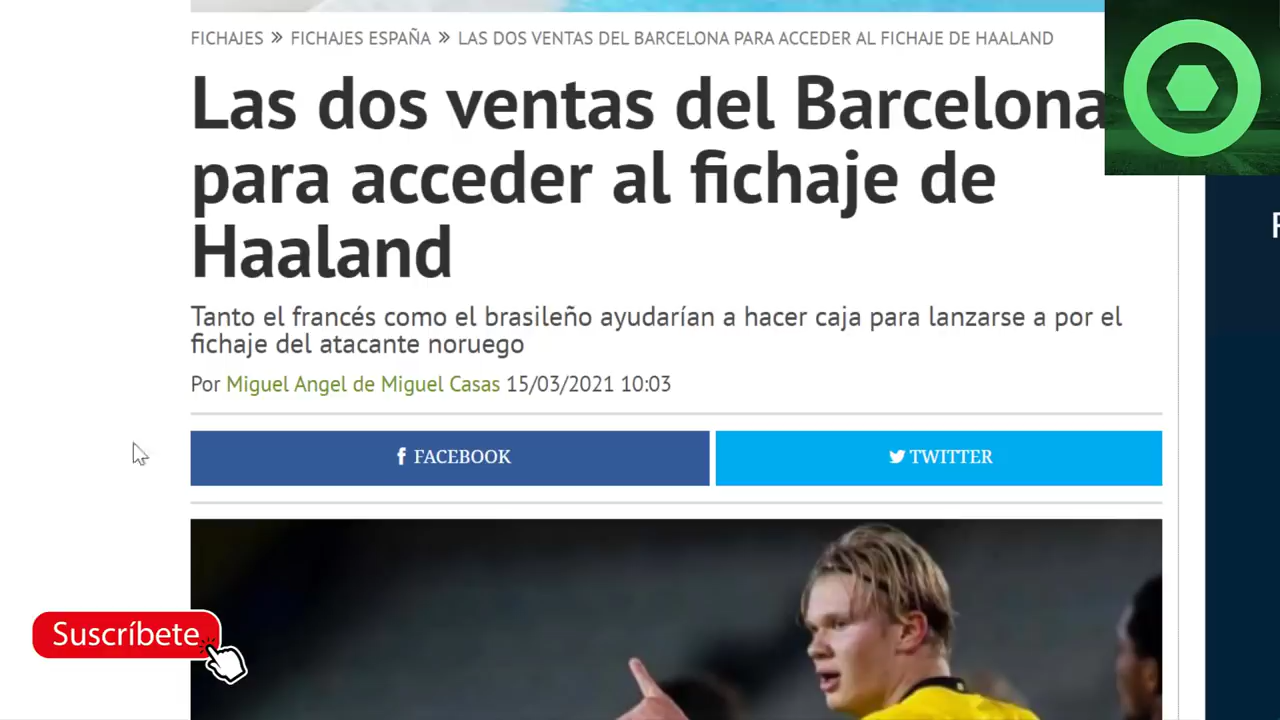 FICHAJES » FICHAJES ESPAÑA » LAS DOS VENTAS DEL BARCELONA PARA ACCEDER AL FICHAJE DE HAALAND
Las dos ventas del Barcelona
para acceder al fichaje de
Haaland
Tanto el francés como el brasileño ayudarían a hacer caja para lanzarse a por el
fichaje del atacante noruego
Por Miguel Angel de Miguel Casas 15/03/2021 10:03
FACEBOOK
TWITTER
Suscríbete